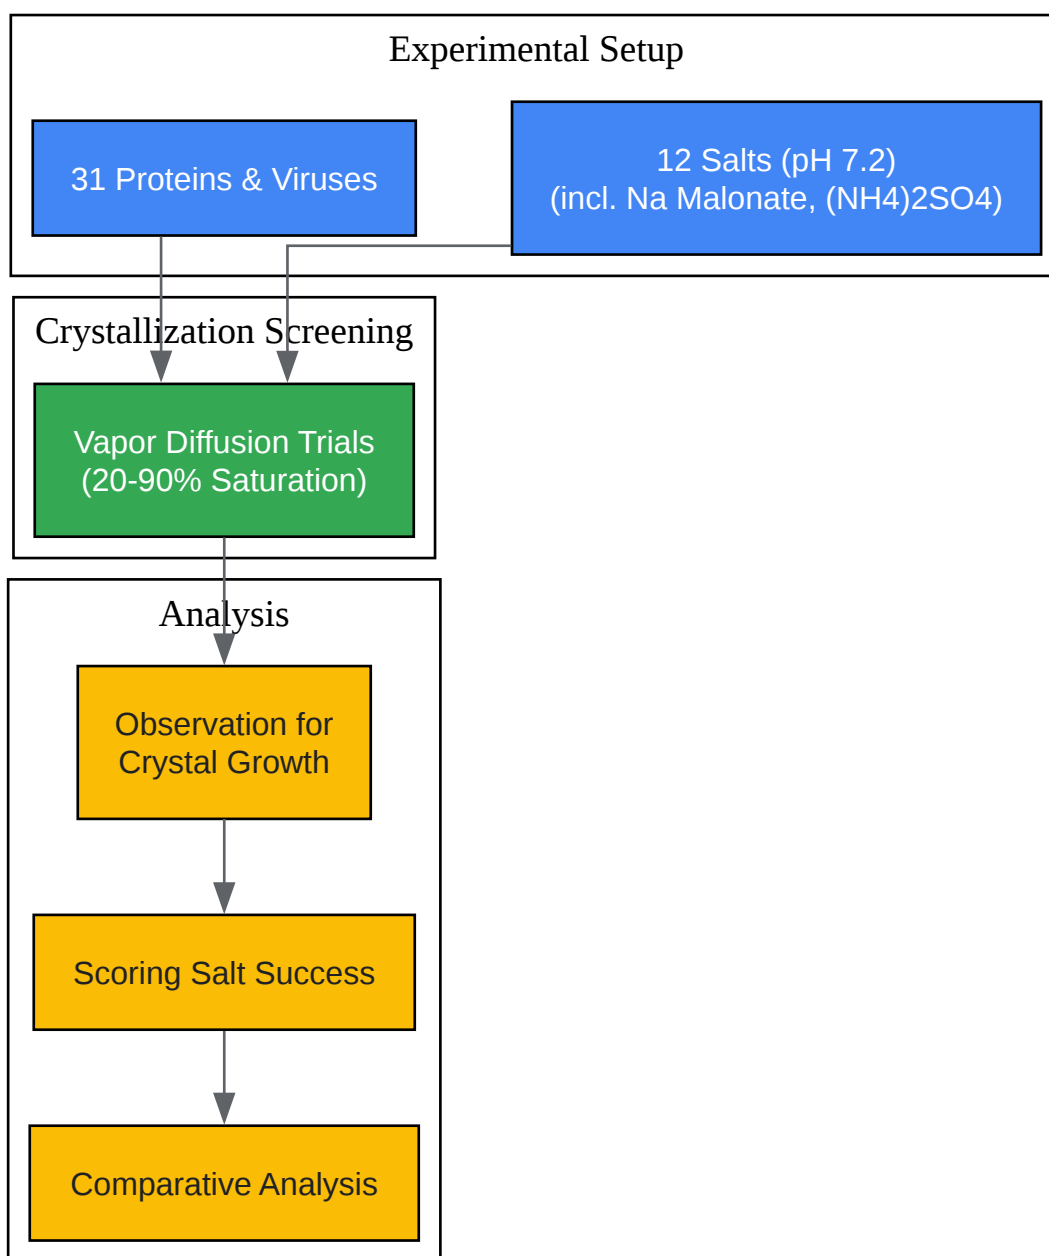 Experimental Setup
31 Proteins & Viruses
12 Salts (pH 7.2)
(incl. Na Malonate, (NH4)2SO4)
Crystallization Screening
Vapor Diffusion Trials
(20-90% Saturation)
Analysis
Observation for
Crystal Growth
Scoring Salt Success
Comparative Analysis